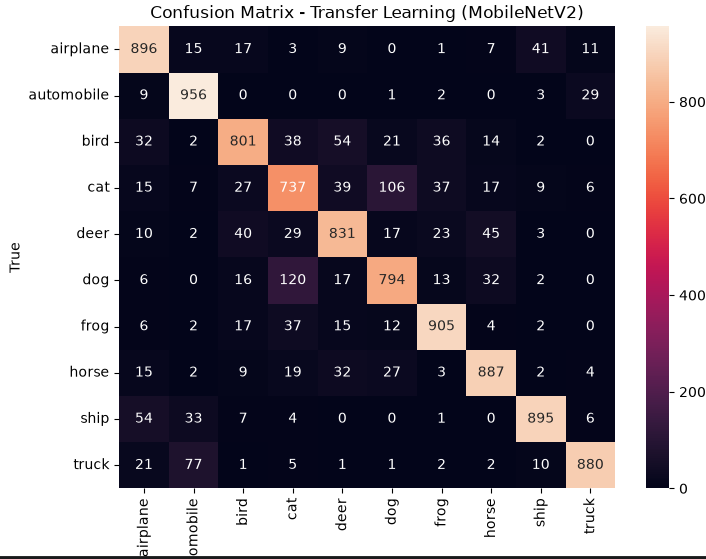 Confusion Matrix - Transfer Learning (MobileNetV2)
airplane 896 15 17 3 9 0 1 7 41 11
automobile 9 956 0 0 0 1 2 0 3 29
bird 32 2 801 38 54 21 36 14 2 0
cat 15 7 27 737 39 106 37 17 9 6
deer 10 2 40 29 831 17 23 45 3 0
dog 6 0 16 120 17 794 13 32 2 0
frog 6 2 17 37 15 12 905 4 2 0
horse 15 2 9 19 32 27 3 887 2 4
ship 54 33 7 4 0 0 1 0 895 6
truck 21 77 1 5 1 1 2 2 10 880
True
airplane omobile bird cat deer dog frog horse ship truck
800
600
400
200
0